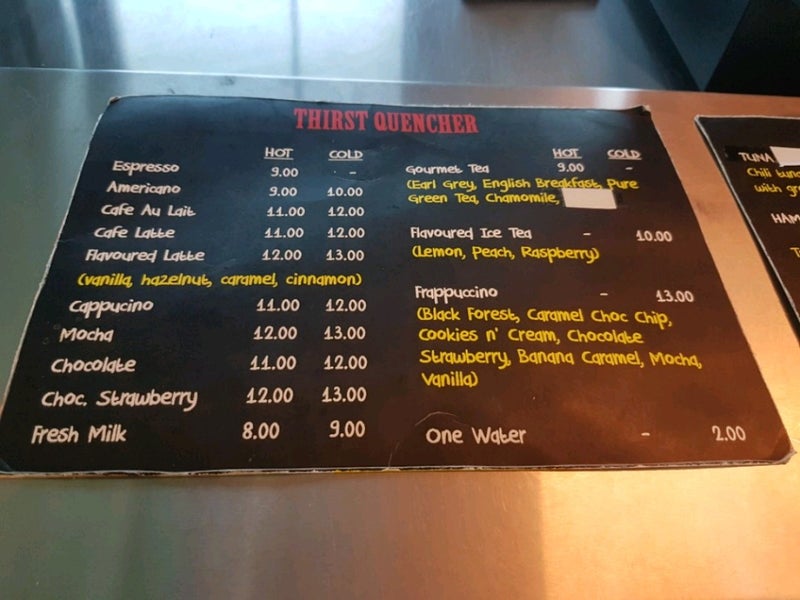 THIRST QUENCHER
HOT COLD
Espresso 9.00 -
Americano 9.00 10.00
Cafe Au Lait 11.00 12.00
Cafe Latte 11.00 12.00
Flavoured Latte 12.00 13.00
(vanilla, hazelnut, caramel, cinnamon)
Cappucino 11.00 12.00
Mocha 12.00 13.00
Chocolate 11.00 12.00
Choc. Strawberry 12.00 13.00
Fresh Milk 8.00 9.00
HOT COLD
Gourmet Tea 9.00 -
(Earl Grey, English Breakfast, Pure
Green Tea, Chamomile,
Flavoured Ice Tea - 10.00
(Lemon, Peach, Raspberry)
Frappuccino - 13.00
(Black Forest, Caramel Choc Chip,
Cookies n' Cream, Chocolate
Strawberry, Banana Caramel, Mocha,
Vanilla)
One Water - 2.00
TUNA
Chili
with